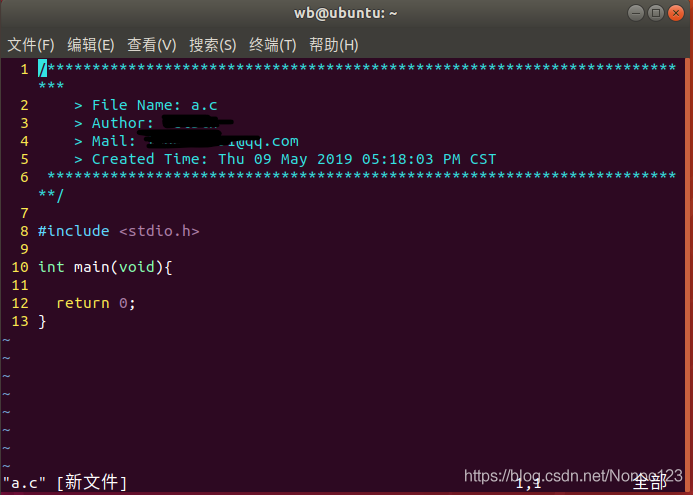 wb@ubuntu: ~
文件(F) 编辑(E) 查看(V) 搜索(S) 终端(T) 帮助(H)
1 /**********************************************************************
***
2 > File Name: a.c
3 > Author:
4 > Mail: @qq.com
5 > Created Time: Thu 09 May 2019 05:18:03 PM CST
6 **********************************************************************
**/
7
8 #include <stdio.h>
9
10 int main(void){
11
12 return 0;
13 }
~
~
~
~
~
~
~
~
"a.c" [新文件] 1,1 全部
https://blog.csdn.net/Nonoo123